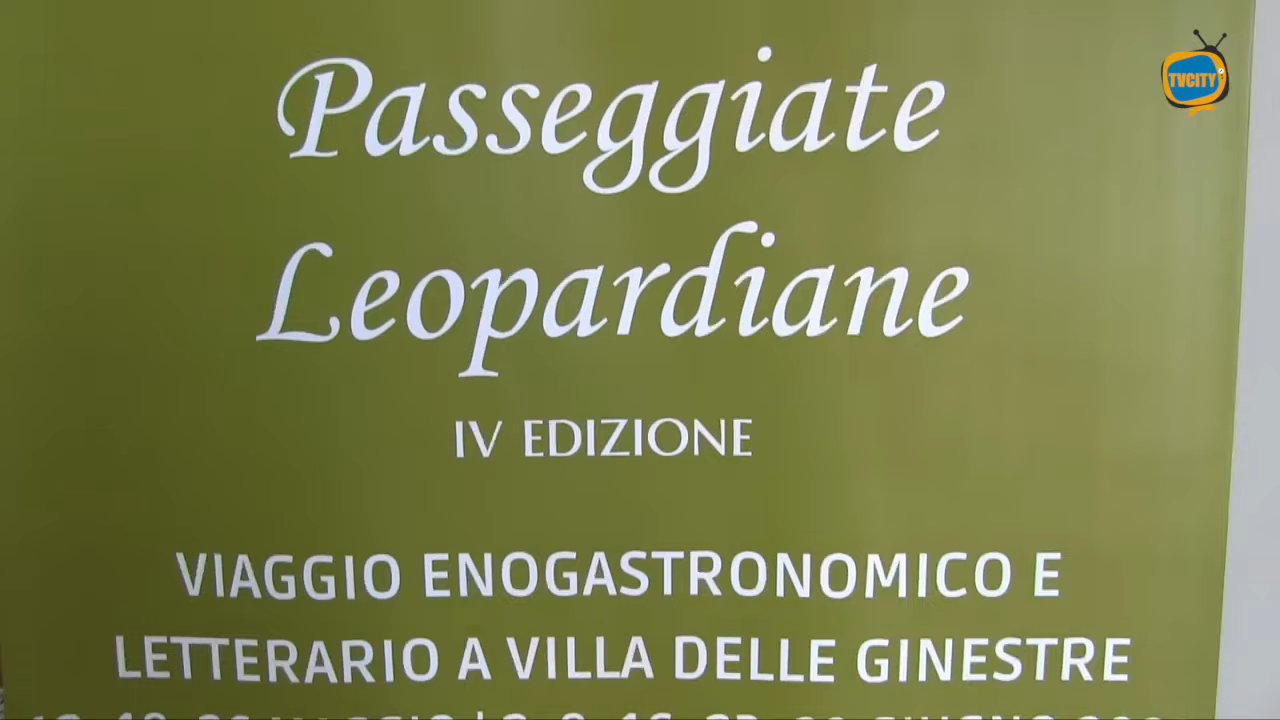 Passeggiate
TVCITY
Leopardiane
IV EDIZIONE
VIAGGIO ENOGASTRONOMICO E
LETTERARIO A VILLA DELLE GINESTRE